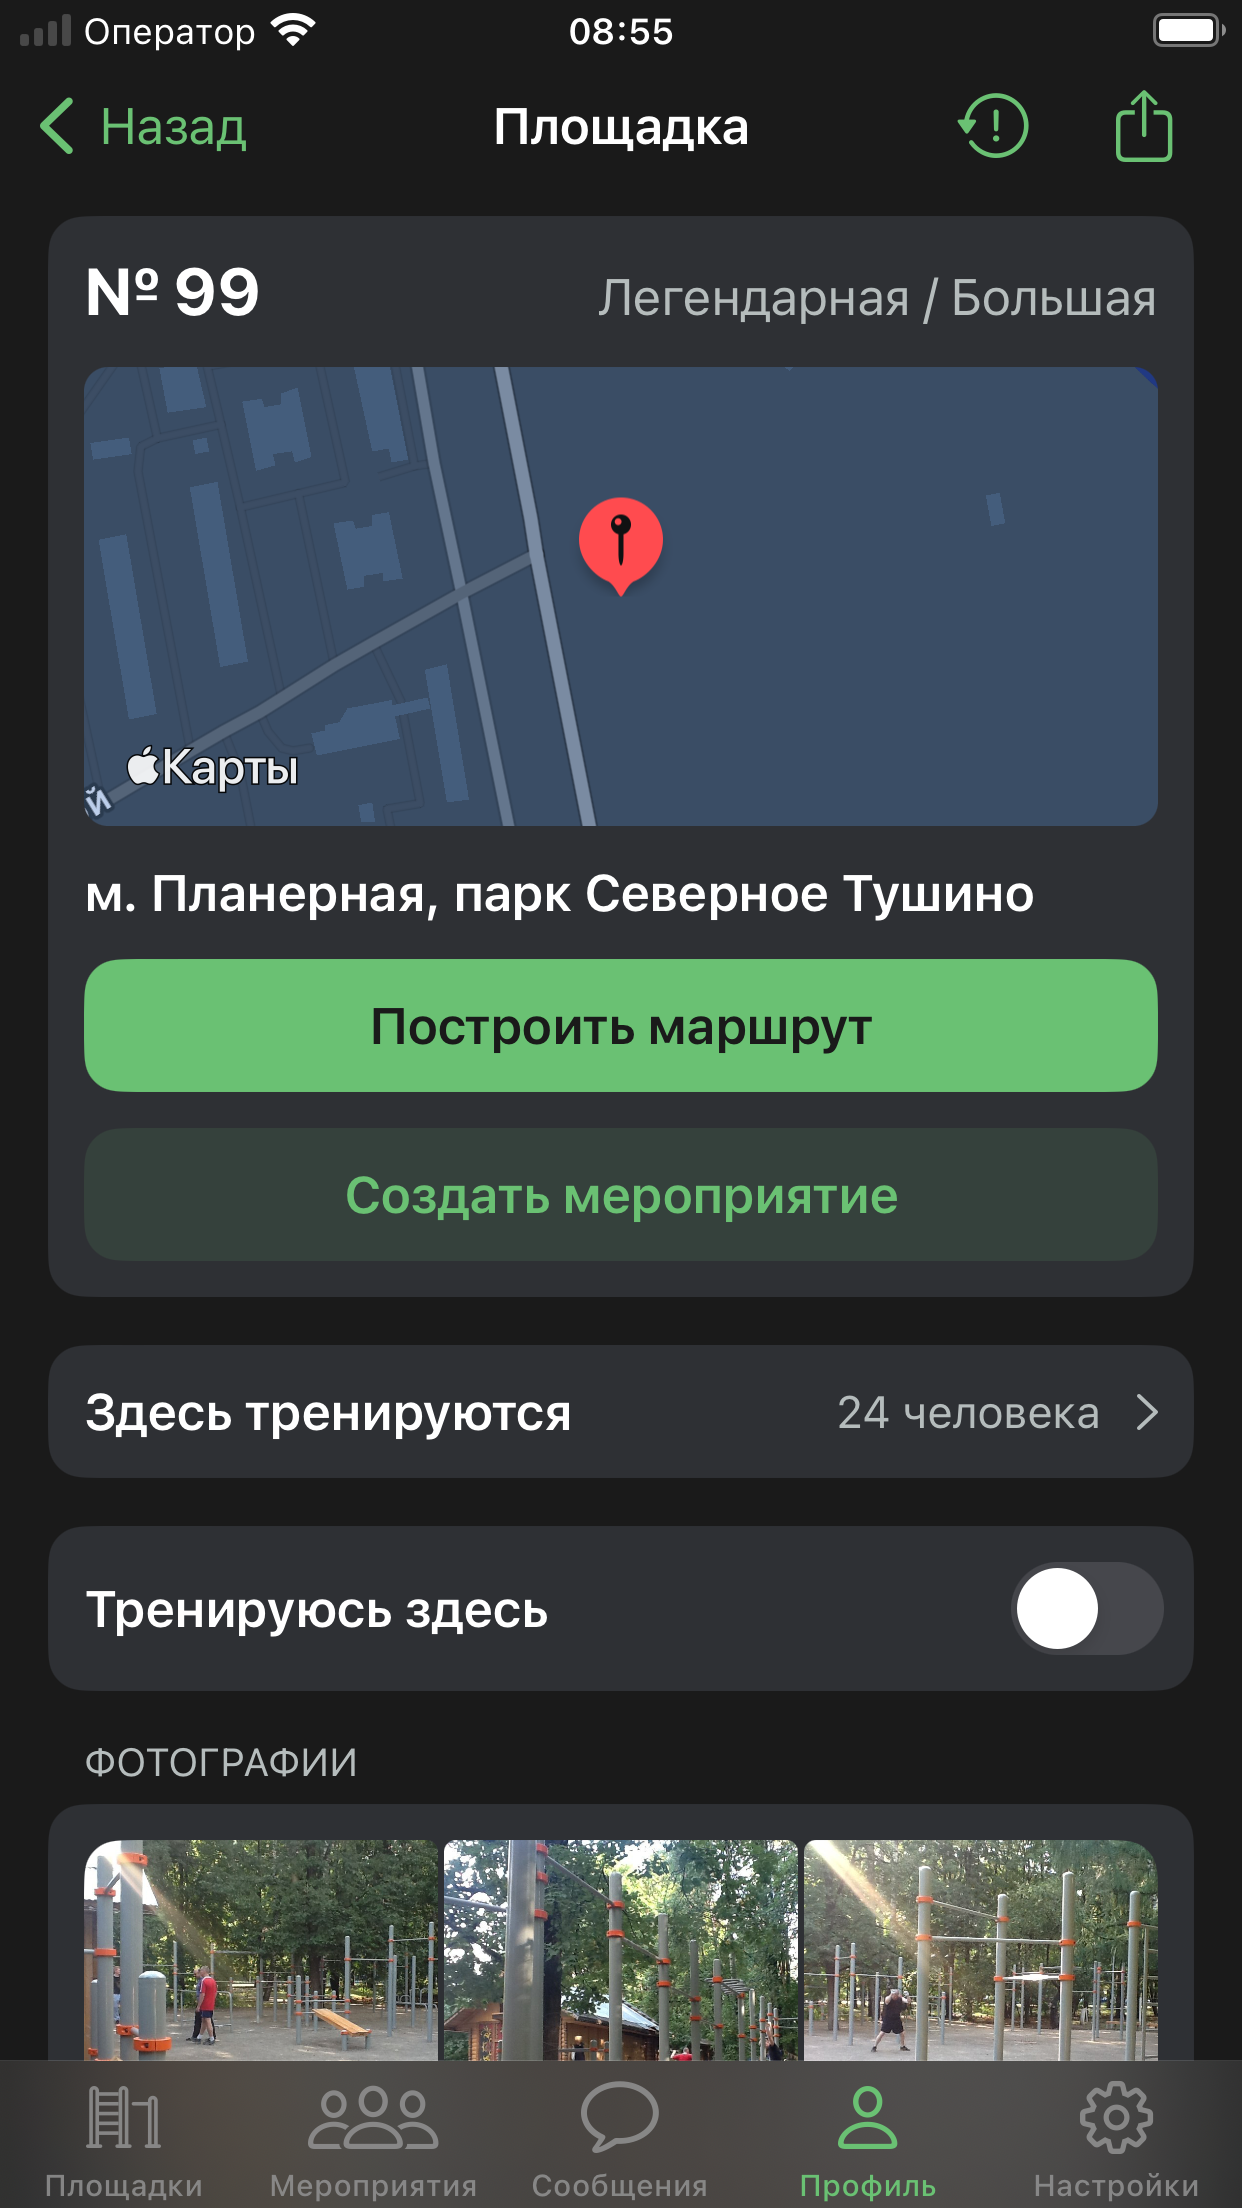 Оператор 08:55
Назад Площадка
№ 99 Легендарная / Большая
й
Карты
м. Планерная, парк Северное Тушино
Построить маршрут
Создать мероприятие
Здесь тренируются 24 человека
Тренируюсь здесь
ФОТОГРАФИИ
Площадки Мероприятия Сообщения Профиль Настройки